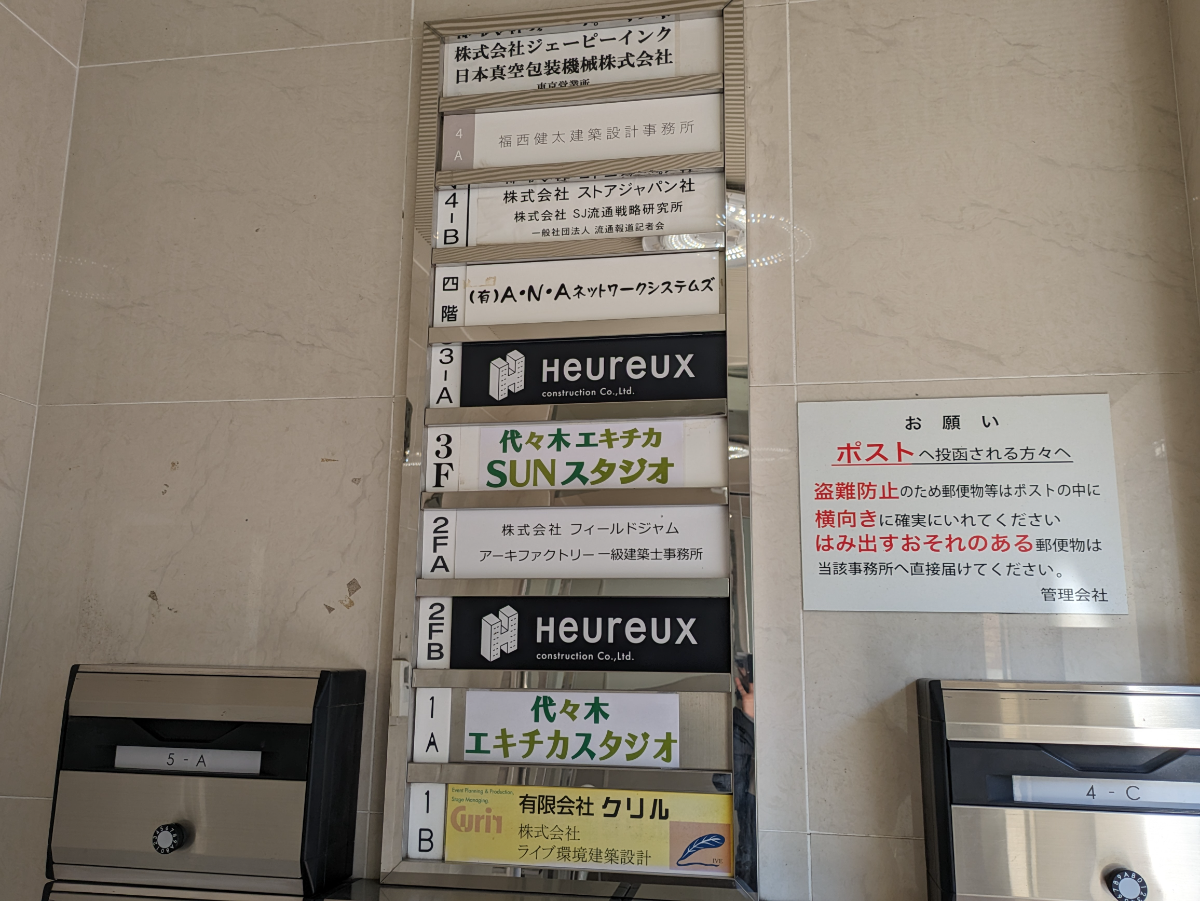 株式会社ジェーピーインク
日本真空包装機械株式会社
東京営業所
4
A
福西健太建築設計事務所
4-B
株式会社 ストアジャパン社
株式会社 SJ流通戦略研究所
一般社団法人 流通報道記者会
四階
(有)A・N・Aネットワークシステムズ
3-A
HeUreUX
construction Co.,Ltd.
3F
代々木エキチカ
SUNスタジオ
2FA
株式会社 フィールドジャム
アーキファクトリー一級建築士事務所
2FB
HeUreUX
construction Co.,Ltd.
1A
代々木
エキチカスタジオ
1B
Event Planning & Production,
Stage Managing
Curir
有限会社 クリル
株式会社
ライブ環境建築設計
IVE
お願い
ポストへ投函される方々へ
盗難防止のため郵便物等はポストの中に
横向きに確実にいれてください
はみ出すおそれのある郵便物は
当該事務所へ直接届けてください。
管理会社
5-A
4-C